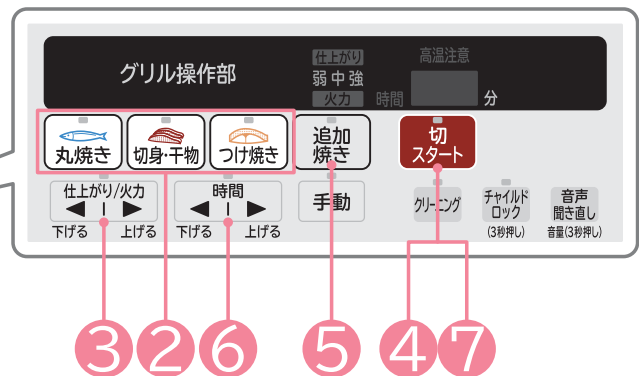 グリル操作部
仕上がり
弱 中 強
火力
高温注意
時間
分
丸焼き
切身・干物
つけ焼き
追加
焼き
切
スタート
仕上がり/火力
◀ ▶
下げる 上げる
時間
◀ ▶
下げる 上げる
手動
クリーニング
チャイルド
ロック
(3秒押し)
音声
聞き直し
音量(3秒押し)
③ ② ⑥ ⑤ ④ ⑦